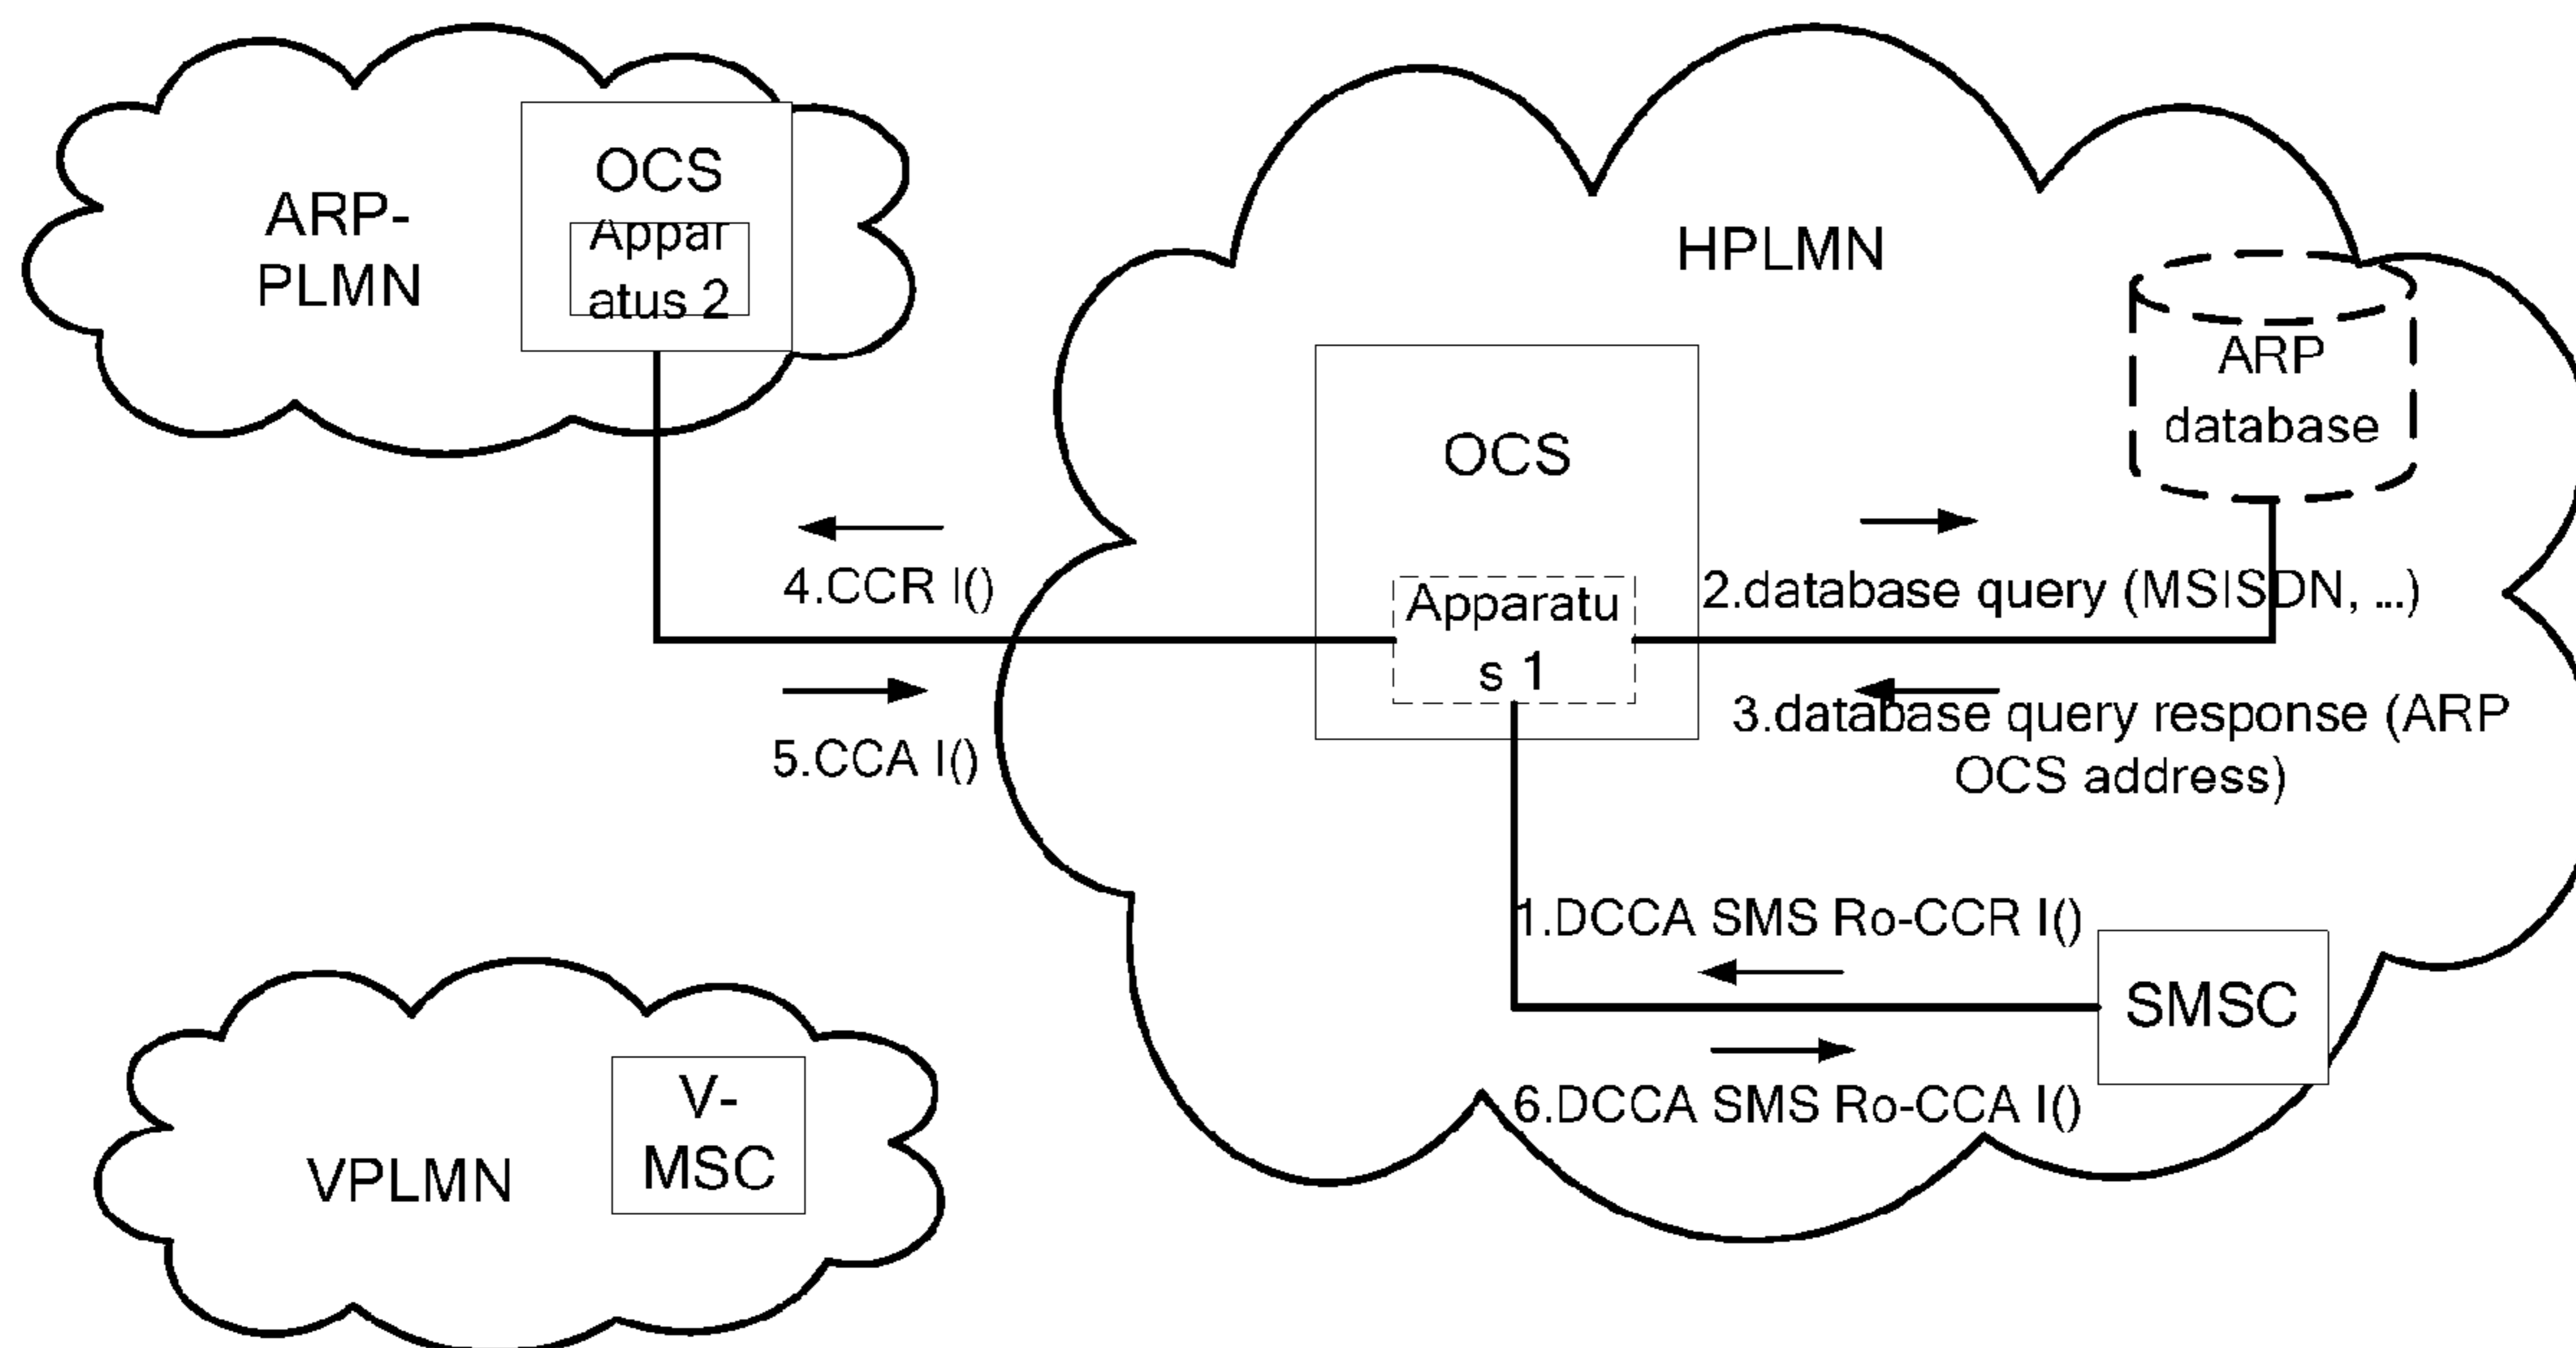 OCS
Appar
atus 2
ARP-
PLMN
HPLMN
ARP
database
OCS
Apparatu
s 1
4.CCR I()
5.CCA I()
2.database query (MSISDN, ...)
3.database query response (ARP
OCS address)
1.DCCA SMS Ro-CCR I()
SMSC
6.DCCA SMS Ro-CCA I()
V-
MSC
VPLMN